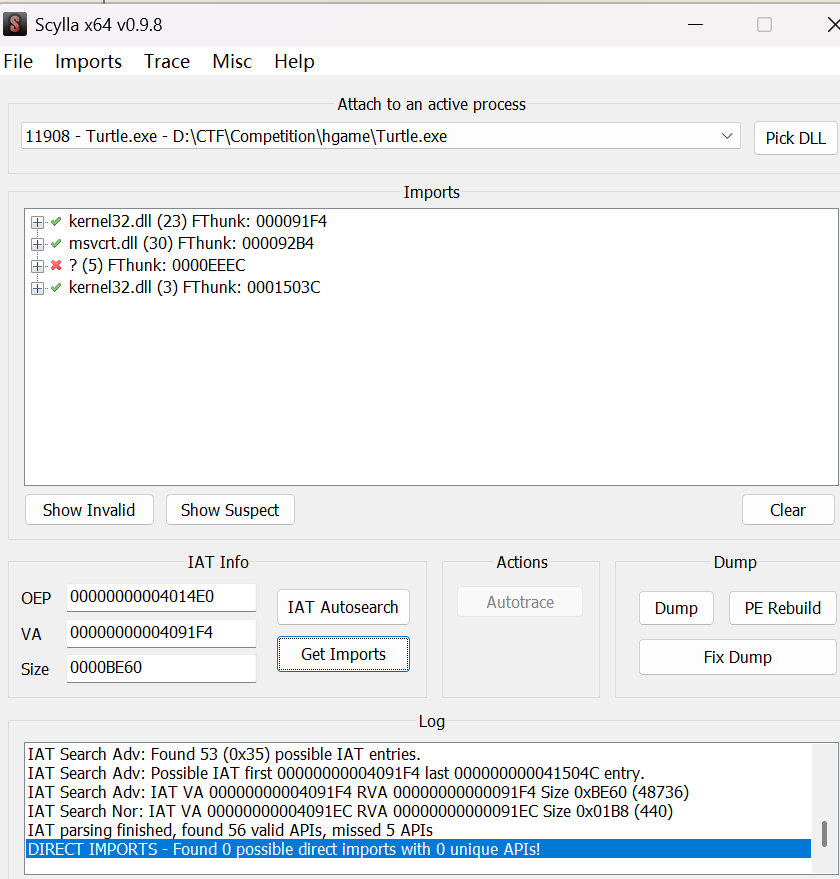 Scylla x64 v0.9.8
File Imports Trace Misc Help
Attach to an active process
11908 - Turtle.exe - D:\CTF\Competition\hgame\Turtle.exe
Pick DLL
Imports
kernel32.dll (23) FThunk: 000091F4
msvcrt.dll (30) FThunk: 000092B4
? (5) FThunk: 0000EEEC
kernel32.dll (3) FThunk: 0001503C
Show Invalid Show Suspect Clear
IAT Info Actions Dump
OEP 00000000004014E0 IAT Autosearch Autotrace Dump PE Rebuild
VA 00000000004091F4
Size 0000BE60 Get Imports Fix Dump
Log
IAT Search Adv: Found 53 (0x35) possible IAT entries.
IAT Search Adv: Possible IAT first 00000000004091F4 last 000000000041504C entry.
IAT Search Adv: IAT VA 00000000004091F4 RVA 00000000000091F4 Size 0xBE60 (48736)
IAT Search Nor: IAT VA 00000000004091EC RVA 00000000000091EC Size 0x01B8 (440)
IAT parsing finished, found 56 valid APIs, missed 5 APIs
DIRECT IMPORTS - Found 0 possible direct imports with 0 unique APIs!